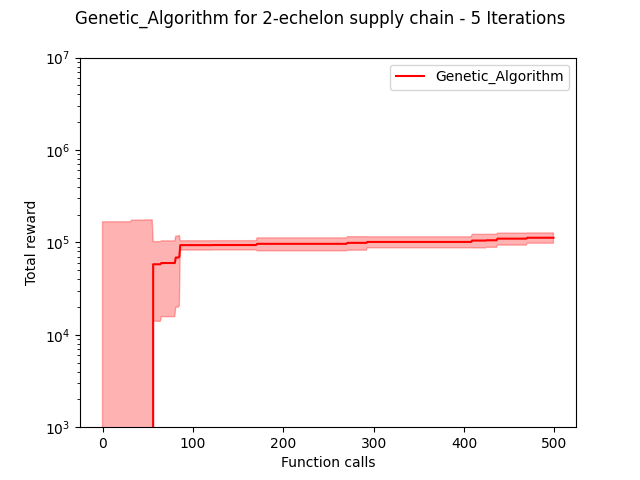 Genetic_Algorithm for 2-echelon supply chain - 5 Iterations
Genetic_Algorithm
Total reward
10^7
10^6
10^5
10^4
10^3
0 100 200 300 400 500
Function calls